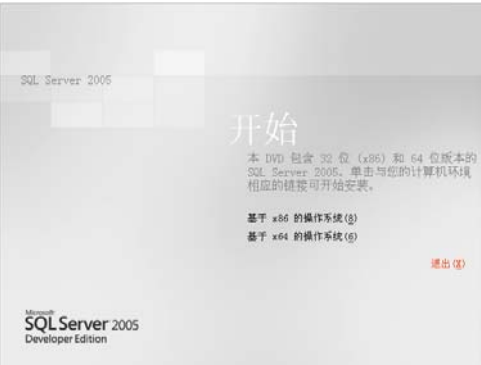 SQL Server 2005
开始
本 DVD 包含 32 位 (x86) 和 64 位版本的
SQL Server 2005。单击与您的计算机环境
相应的链接可开始安装。
基于 x86 的操作系统(8)
基于 x64 的操作系统(6)
退出(X)
Microsoft
SQL Server 2005
Developer Edition